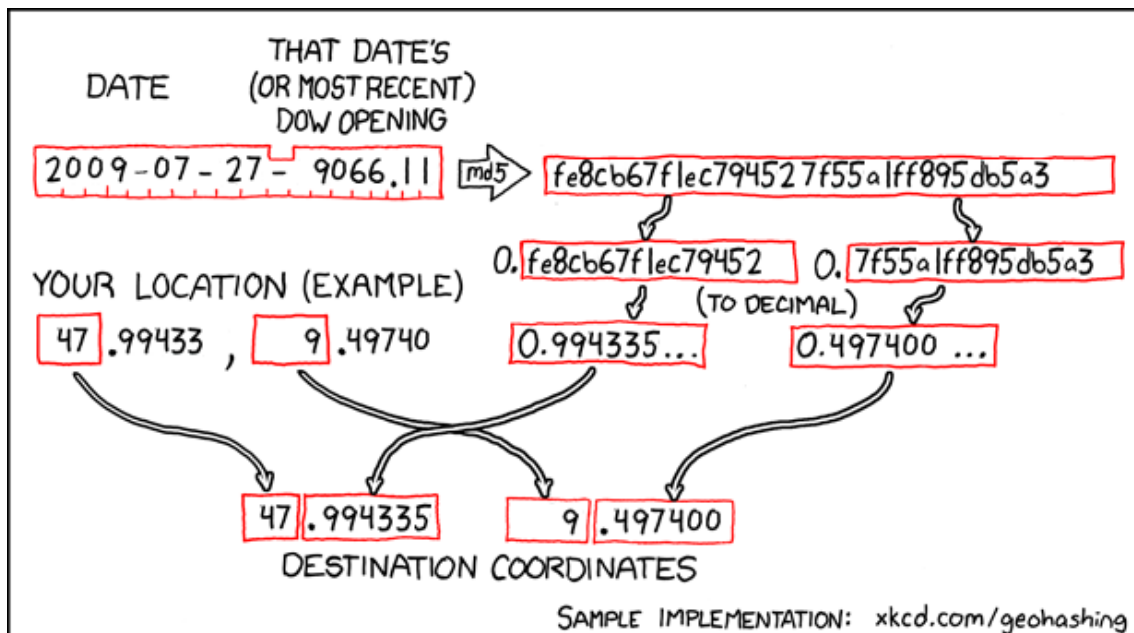 DATE
THAT DATE'S
(OR MOST RECENT)
DOW OPENING
2009-07-27-9066.11
md5
fe8cb67f1ec794527f55a1ff895db5a3
0.fe8cb67f1ec79452
0.7f55a1ff895db5a3
(TO DECIMAL)
0.994335...
0.497400 ...
YOUR LOCATION (EXAMPLE)
47.99433, 9.49740
47.994335 9.497400
DESTINATION COORDINATES
SAMPLE IMPLEMENTATION: xkcd.com/geohashing